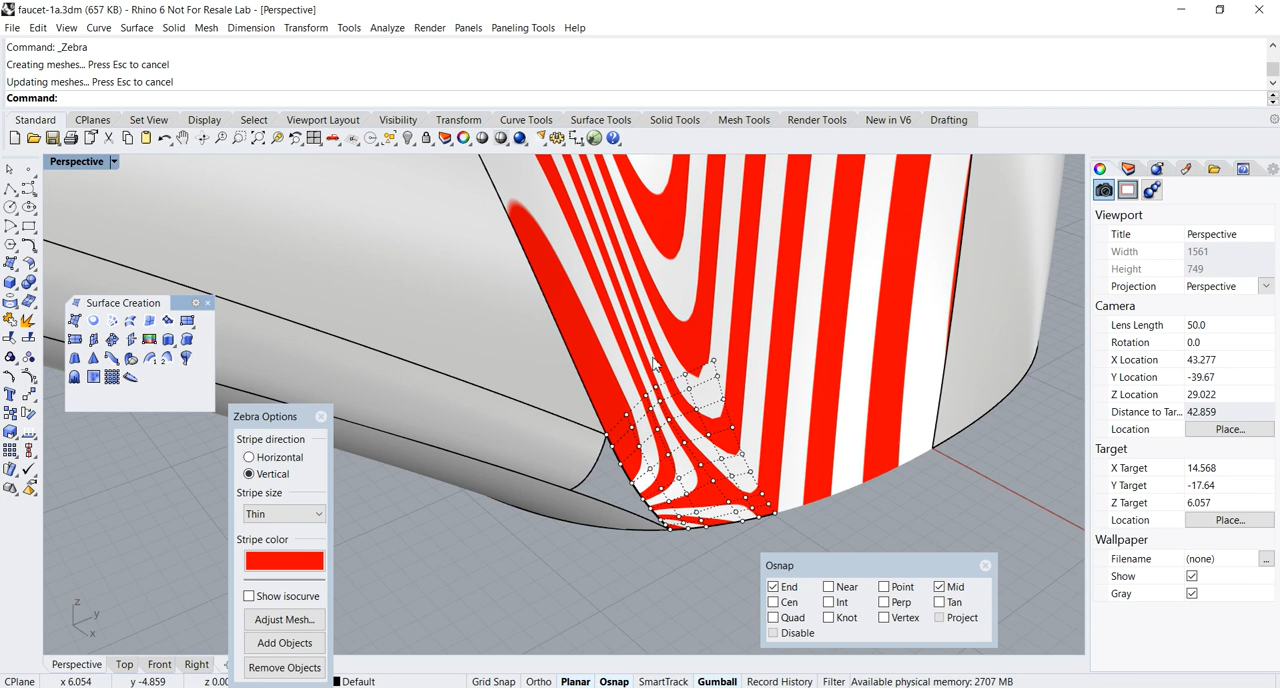 faucet-1a.3dm (657 KB) - Rhino 6 Not For Resale Lab - [Perspective]
File Edit View Curve Surface Solid Mesh Dimension Transform Tools Analyze Render Panels Paneling Tools Help
Command: _Zebra
Creating meshes... Press Esc to cancel
Updating meshes... Press Esc to cancel
Command:
Standard CPlanes Set View Display Select Viewport Layout Visibility Transform Curve Tools Surface Tools Solid Tools Mesh Tools Render Tools New in V6 Drafting
Perspective
Surface Creation
1 2
Zebra Options
Stripe direction
Horizontal
Vertical
Stripe size
Thin
Stripe color
Show isocurve
Adjust Mesh...
Add Objects
Remove Objects
z
y
x
Osnap
End Near Point Mid
Cen Int Perp Tan
Quad Knot Vertex Project
Disable
Viewport
Title Perspective
Width 1561
Height 749
Projection Perspective
Camera
Lens Length 50.0
Rotation 0.0
X Location 43.277
Y Location -39.67
Z Location 29.022
Distance to Tar... 42.859
Location Place...
Target
X Target 14.568
Y Target -17.64
Z Target 6.057
Location Place...
Wallpaper
Filename (none) ...
Show
Gray
Perspective Top Front Right
CPlane x 6.054 y -4.859 z 0.00 Default Grid Snap Ortho Planar Osnap SmartTrack Gumball Record History Filter Available physical memory: 2707 MB